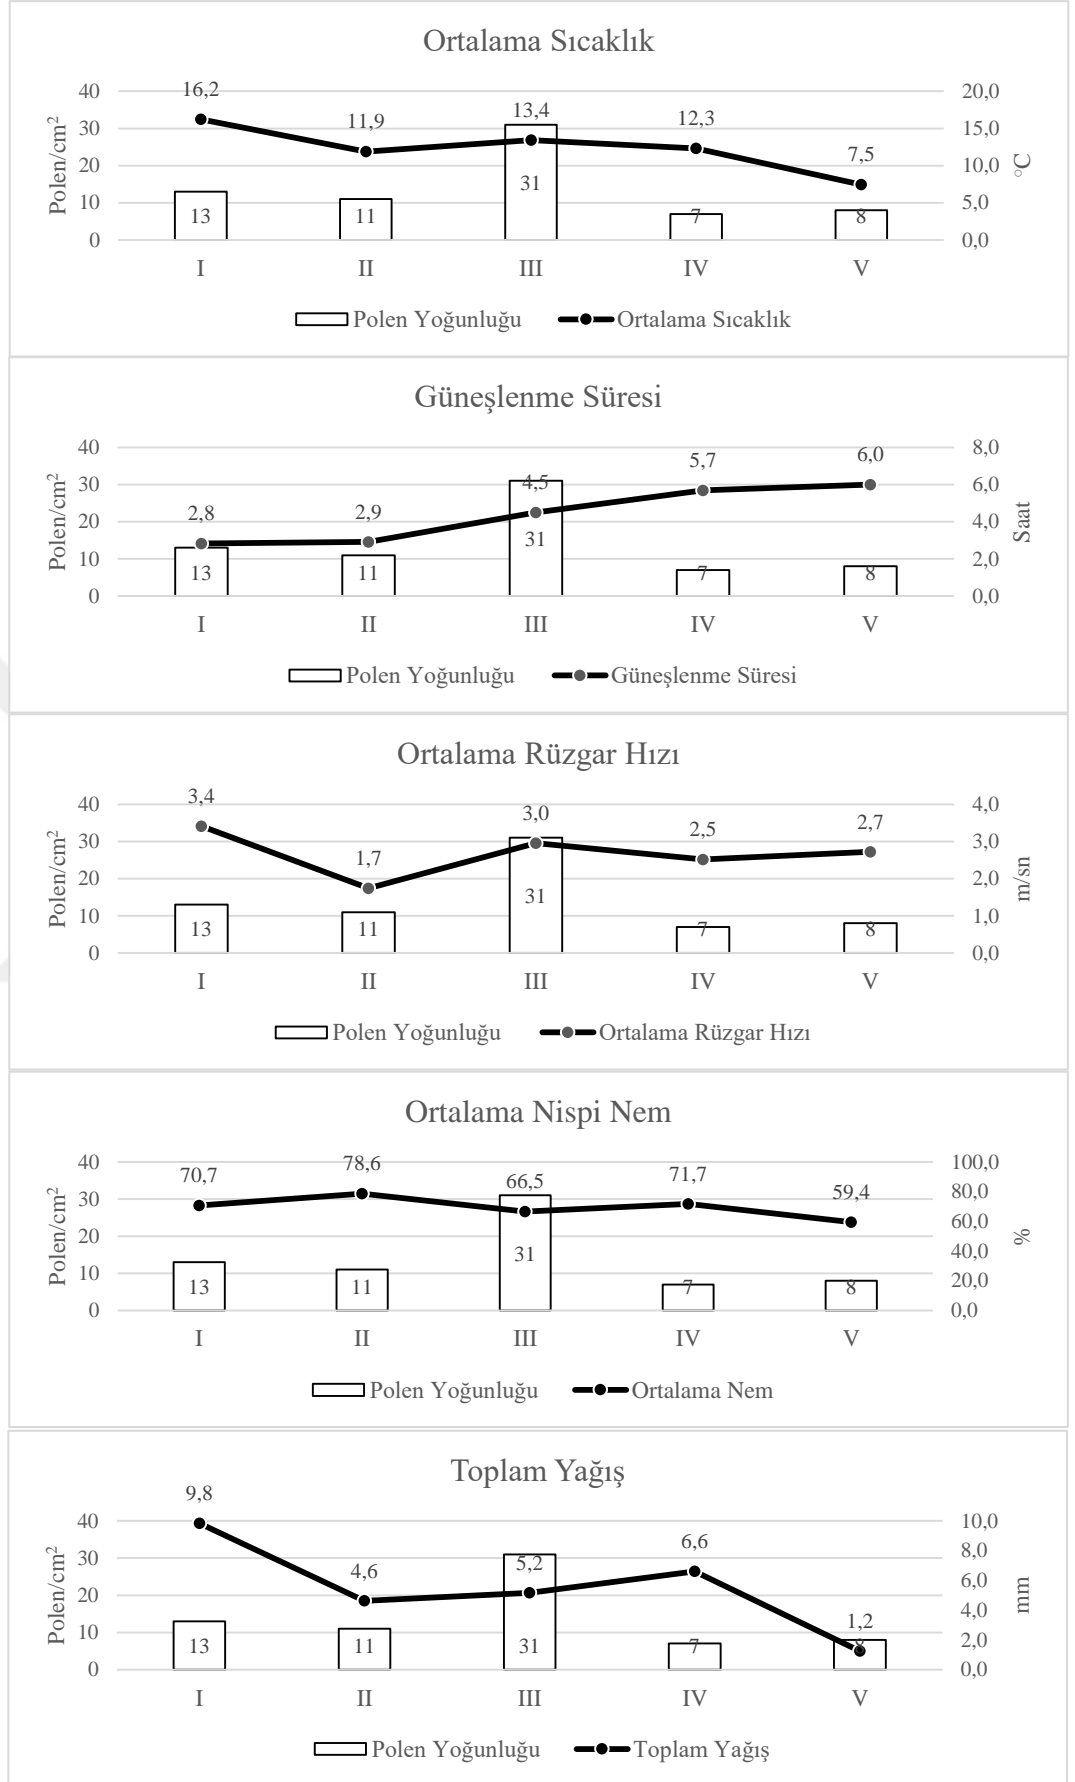 Ortalama Sıcaklık
16,2 11,9 13,4 12,3 7,5
40 30 20 10 0
Polen/cm²
20,0 15,0 10,0 5,0 0,0
°C
13 11 31 7 8
I II III IV V
Polen Yoğunluğu Ortalama Sıcaklık
Güneşlenme Süresi
2,8 2,9 4,5 5,7 6,0
40 30 20 10 0
Polen/cm²
8,0 6,0 4,0 2,0 0,0
Saat
13 11 31 7 8
I II III IV V
Polen Yoğunluğu Güneşlenme Süresi
Ortalama Rüzgar Hızı
3,4 1,7 3,0 2,5 2,7
40 30 20 10 0
Polen/cm²
4,0 3,0 2,0 1,0 0,0
m/sn
13 11 31 7 8
I II III IV V
Polen Yoğunluğu Ortalama Rüzgar Hızı
Ortalama Nispi Nem
70,7 78,6 66,5 71,7 59,4
40 30 20 10 0
Polen/cm²
100,0 80,0 60,0 40,0 20,0 0,0
%
13 11 31 7 8
I II III IV V
Polen Yoğunluğu Ortalama Nem
Toplam Yağış
9,8 4,6 5,2 6,6 1,2
40 30 20 10 0
Polen/cm²
10,0 8,0 6,0 4,0 2,0 0,0
mm
13 11 31 7 8
I II III IV V
Polen Yoğunluğu Toplam Yağış